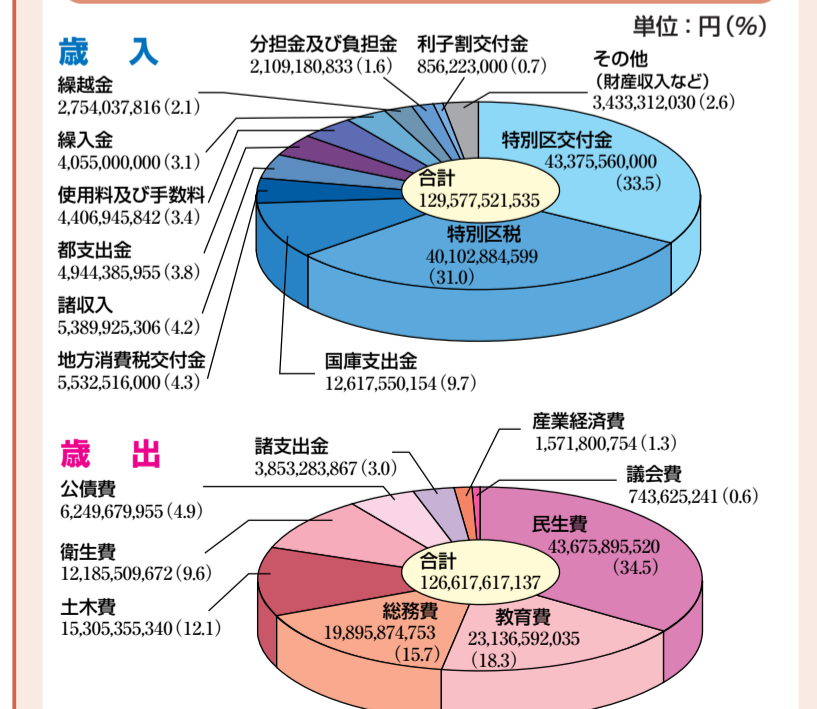 単位：円（%）
歳 入
分担金及び負担金
2,109,180,833（1.6）
利子割交付金
856,223,000（0.7）
その他
（財産収入など）
3,433,312,030（2.6）
繰越金
2,754,037,816（2.1）
繰入金
4,055,000,000（3.1）
使用料及び手数料
4,406,945,842（3.4）
都支出金
4,944,385,955（3.8）
諸収入
5,389,925,306（4.2）
地方消費税交付金
5,532,516,000（4.3）
国庫支出金
12,617,550,154（9.7）
特別区税
40,102,884,599
（31.0）
特別区交付金
43,375,560,000
（33.5）
合計
129,577,521,535
歳 出
諸支出金
3,853,283,867（3.0）
産業経済費
1,571,800,754（1.3）
議会費
743,625,241（0.6）
公債費
6,249,679,955（4.9）
衛生費
12,185,509,672（9.6）
土木費
15,305,355,340（12.1）
総務費
19,895,874,753
（15.7）
教育費
23,136,592,035
（18.3）
民生費
43,675,895,520
（34.5）
合計
126,617,617,137